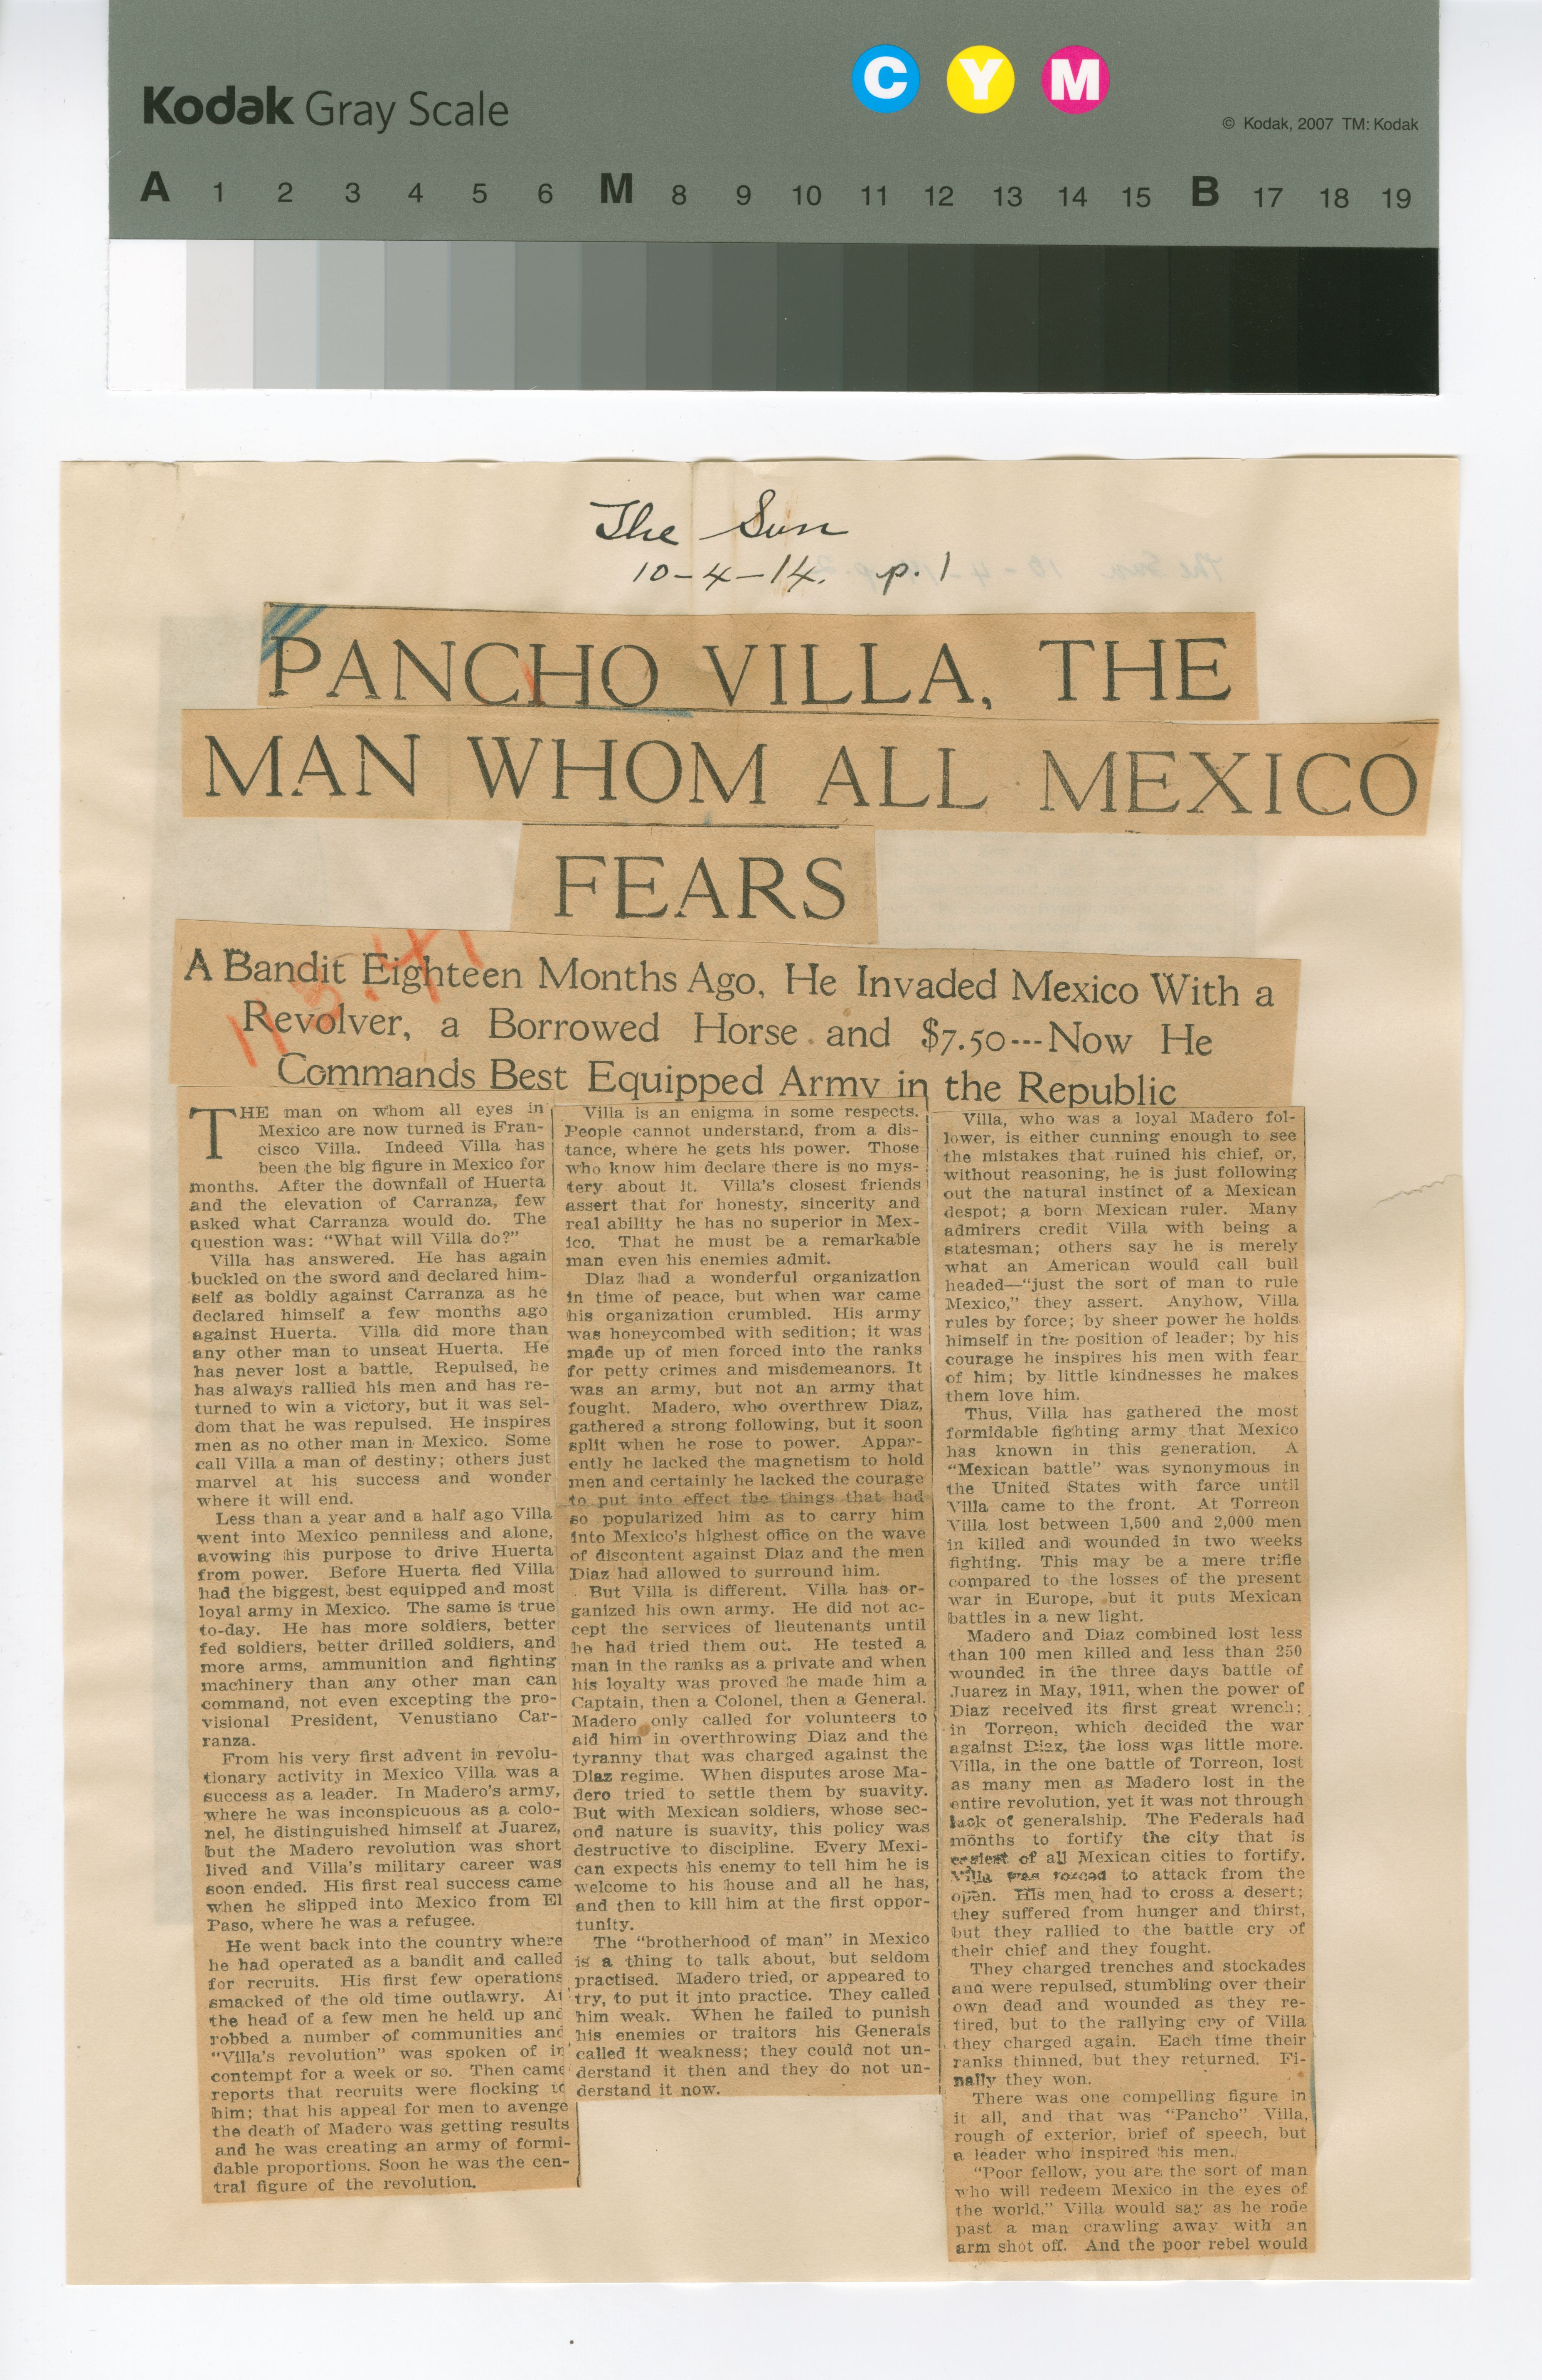 Kodak Gray Scale
C Y M
© Kodak, 2007 TM: Kodak
A 1 2 3 4 5 6 M 8 9 10 11 12 13 14 15 B 17 18 19
The Sun
10-4-14. p. 1
PANCHO VILLA, THE
MAN WHOM ALL MEXICO
FEARS
A Bandit Eighteen Months Ago, He Invaded Mexico With a
Revolver, a Borrowed Horse and $7.50---Now He
Commands Best Equipped Army in the Republic
THE man on whom all eyes in
Mexico are now turned is Fran-
cisco Villa. Indeed Villa has
been the big figure in Mexico for
months. After the downfall of Huerta
and the elevation of Carranza, few
asked what Carranza would do. The
question was: "What will Villa do?"
Villa has answered. He has again
buckled on the sword and declared him-
self as boldly against Carranza as he
declared himself a few months ago
against Huerta. Villa did more than
any other man to unseat Huerta. He
has never lost a battle. Repulsed, he
has always rallied his men and has re-
turned to win a victory, but it was sel-
dom that he was repulsed. He inspires
men as no other man in Mexico. Some
call Villa a man of destiny; others just
marvel at his success and wonder
where it will end.
Less than a year and a half ago Villa
went into Mexico penniless and alone,
avowing his purpose to drive Huerta
from power. Before Huerta fled Villa
had the biggest, best equipped and most
loyal army in Mexico. The same is true
to-day. He has more soldiers, better
fed soldiers, better drilled soldiers, and
more arms, ammunition and fighting
machinery than any other man can
command, not even excepting the pro-
visional President, Venustiano Car-
ranza.
From his very first advent in revolu-
tionary activity in Mexico Villa was a
success as a leader. In Madero's army,
where he was inconspicuous as a colo-
nel, he distinguished himself at Juarez,
but the Madero revolution was short
lived and Villa's military career was
soon ended. His first real success came
when he slipped into Mexico from El
Paso, where he was a refugee.
He went back into the country where
he had operated as a bandit and called
for recruits. His first few operations
smacked of the old time outlawry. At
the head of a few men he held up and
robbed a number of communities and
"Villa's revolution" was spoken of in
contempt for a week or so. Then came
reports that recruits were flocking to
him; that his appeal for men to avenge
the death of Madero was getting results
and he was creating an army of formi-
dable proportions. Soon he was the cen-
tral figure of the revolution.
Villa is an enigma in some respects.
People cannot understand, from a dis-
tance, where he gets his power. Those
who know him declare there is no mys-
tery about it. Villa's closest friends
assert that for honesty, sincerity and
real ability he has no superior in Mex-
ico. That he must be a remarkable
man even his enemies admit.
Diaz had a wonderful organization
in time of peace, but when war came
his organization crumbled. His army
was honeycombed with sedition; it was
made up of men forced into the ranks
for petty crimes and misdemeanors. It
was an army, but not an army that
fought. Madero, who overthrew Diaz,
gathered a strong following, but it soon
split when he rose to power. Appar-
ently he lacked the magnetism to hold
men and certainly he lacked the courage
to put into effect the things that had
so popularized him as to carry him
into Mexico's highest office on the wave
of discontent against Diaz and the men
Diaz had allowed to surround him.
But Villa is different. Villa has or-
ganized his own army. He did not ac-
cept the services of lieutenants until
he had tried them out. He tested a
man in the ranks as a private and when
his loyalty was proved he made him a
Captain, then a Colonel, then a General.
Madero only called for volunteers to
aid him in overthrowing Diaz and the
tyranny that was charged against the
Diaz regime. When disputes arose Ma-
dero tried to settle them by suavity.
But with Mexican soldiers, whose sec-
ond nature is suavity, this policy was
destructive to discipline. Every Mexi-
can expects his enemy to tell him he is
welcome to his house and all he has,
and then to kill him at the first oppor-
tunity.
The "brotherhood of man" in Mexico
is a thing to talk about, but seldom
practised. Madero tried, or appeared to
try, to put it into practice. They called
him weak. When he failed to punish
his enemies or traitors his Generals
called it weakness; they could not un-
derstand it then and they do not un-
derstand it now.
Villa, who was a loyal Madero fol-
lower, is either cunning enough to see
the mistakes that ruined his chief, or,
without reasoning, he is just following
out the natural instinct of a Mexican
despot; a born Mexican ruler. Many
admirers credit Villa with being a
statesman; others say he is merely
what an American would call bull
headed—"just the sort of man to rule
Mexico," they assert. Anyhow, Villa
rules by force; by sheer power he holds
himself in the position of leader; by his
courage he inspires his men with fear
of him; by little kindnesses he makes
them love him.
Thus, Villa has gathered the most
formidable fighting army that Mexico
has known in this generation. A
"Mexican battle" was synonymous in
the United States with farce until
Villa came to the front. At Torreon
Villa lost between 1,500 and 2,000 men
in killed and wounded in two weeks
fighting. This may be a mere trifle
compared to the losses of the present
war in Europe, but it puts Mexican
battles in a new light.
Madero and Diaz combined lost less
than 100 men killed and less than 250
wounded in the three days battle of
Juarez in May, 1911, when the power of
Diaz received its first great wrench;
in Torreon, which decided the war
against Diaz, the loss was little more.
Villa, in the one battle of Torreon, lost
as many men as Madero lost in the
entire revolution, yet it was not through
lack of generalship. The Federals had
months to fortify the city that is
easiest of all Mexican cities to fortify.
Villa was forced to attack from the
open. His men had to cross a desert;
they suffered from hunger and thirst,
but they rallied to the battle cry of
their chief and they fought.
They charged trenches and stockades
and were repulsed, stumbling over their
own dead and wounded as they re-
tired, but to the rallying cry of Villa
they charged again. Each time their
ranks thinned, but they returned. Fi-
nally they won.
There was one compelling figure in
it all, and that was "Pancho" Villa,
rough of exterior, brief of speech, but
a leader who inspired his men.
"Poor fellow, you are the sort of man
who will redeem Mexico in the eyes of
the world," Villa would say as he rode
past a man crawling away with an
arm shot off. And the poor rebel would